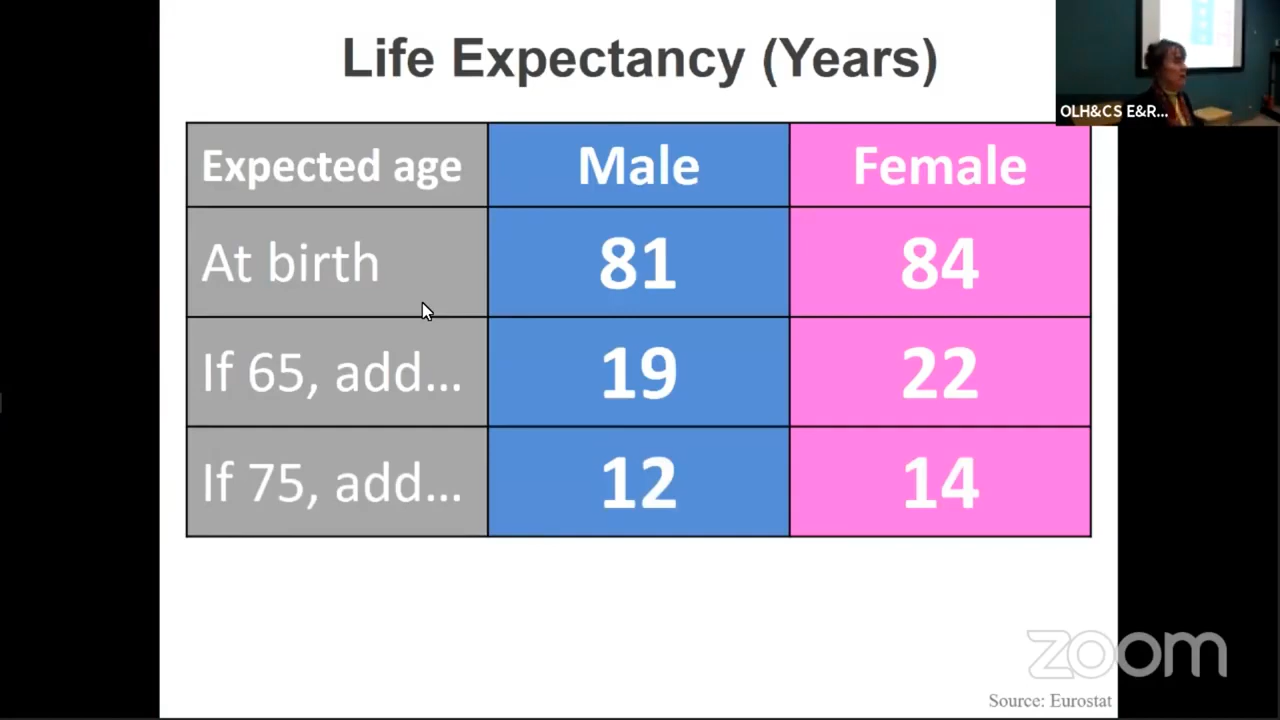 Life Expectancy (Years)
OLH&CS E&R...
Expected age Male Female
At birth 81 84
If 65, add... 19 22
If 75, add... 12 14
zoom
Source: Eurostat